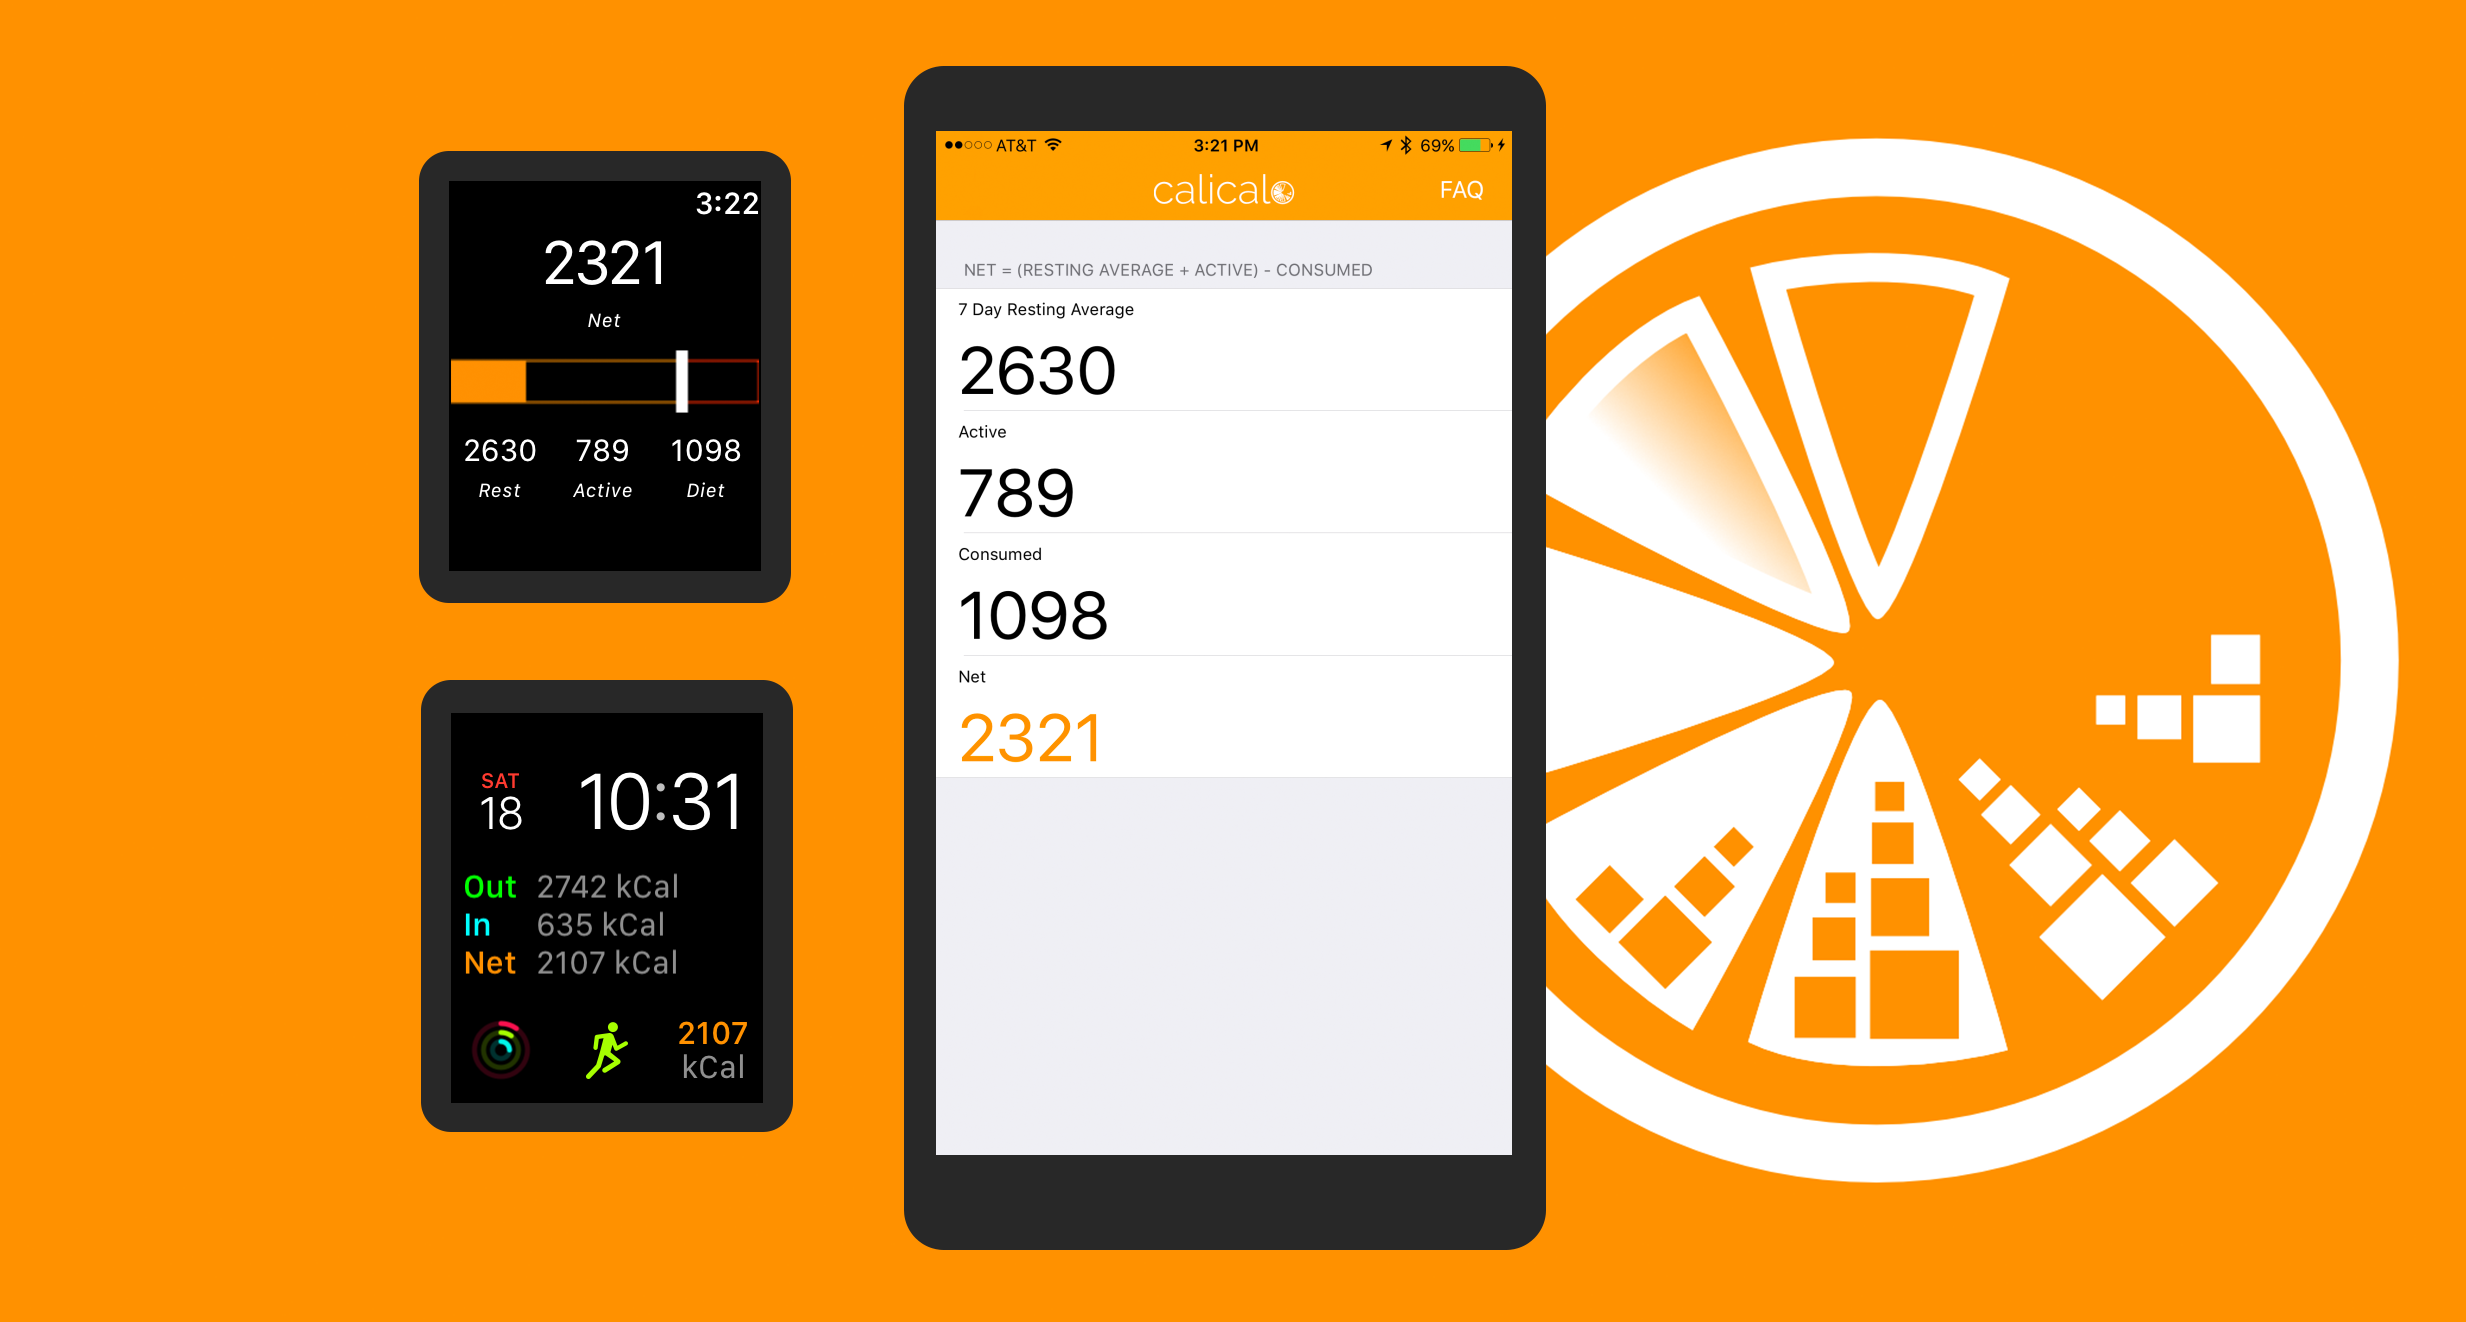 3:22
2321
Net
2630 789 1098
Rest Active Diet
SAT
18
10:31
Out 2742 kCal
In 635 kCal
Net 2107 kCal
2107
kCal
AT&T 3:21 PM 69%
calicalo FAQ
NET = (RESTING AVERAGE + ACTIVE) - CONSUMED
7 Day Resting Average
2630
Active
789
Consumed
1098
Net
2321